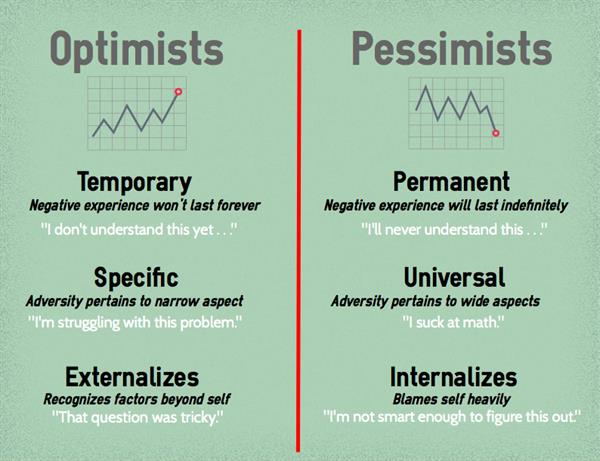 Optimists
Temporary
Negative experience won't last forever
"I don't understand this yet . . ."
Specific
Adversity pertains to narrow aspect
"I'm struggling with this problem."
Externalizes
Recognizes factors beyond self
"That question was tricky."
Pessimists
Permanent
Negative experience will last indefinitely
"I'll never understand this . . ."
Universal
Adversity pertains to wide aspects
"I suck at math."
Internalizes
Blames self heavily
"I'm not smart enough to figure this out."